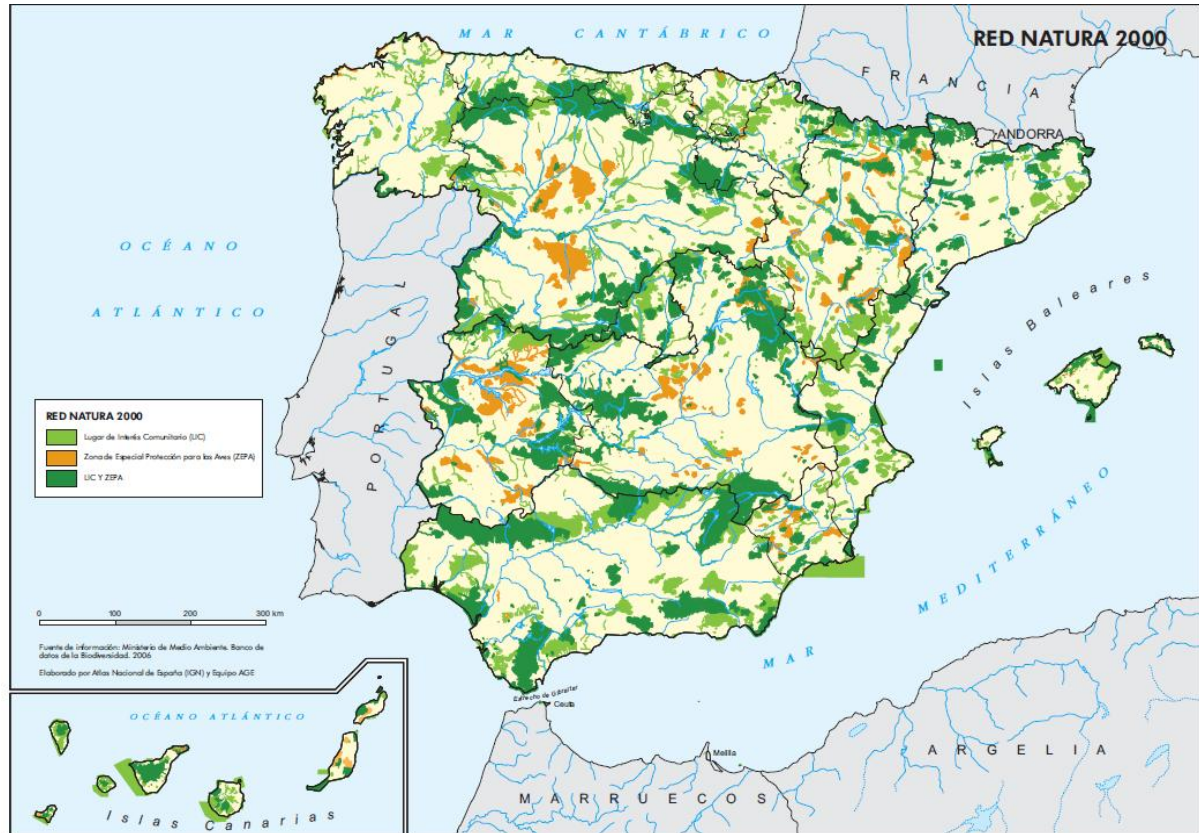 MAR CANTÁBRICO
RED NATURA 2000
FRANCIA
ANDORRA
OCÉANO
ATLÁNTICO
PORTUGAL
Islas Baleares
RED NATURA 2000
Lugar de Interés Comunitario (LIC)
Zona de Especial Protección para las Aves (ZEPA)
LIC Y ZEPA
MAR MEDITERRÁNEO
0 100 200 300 km
Fuente de información: Ministerio de Medio Ambiente. Banco de
datos de la Biodiversidad. 2006
Elaborado por Atlas Nacional de España (IGN) y Equipo AGE
Estrecho de Gibraltar
Ceuta
Melilla
OCÉANO ATLÁNTICO
Islas Canarias
MARRUECOS
ARGELIA